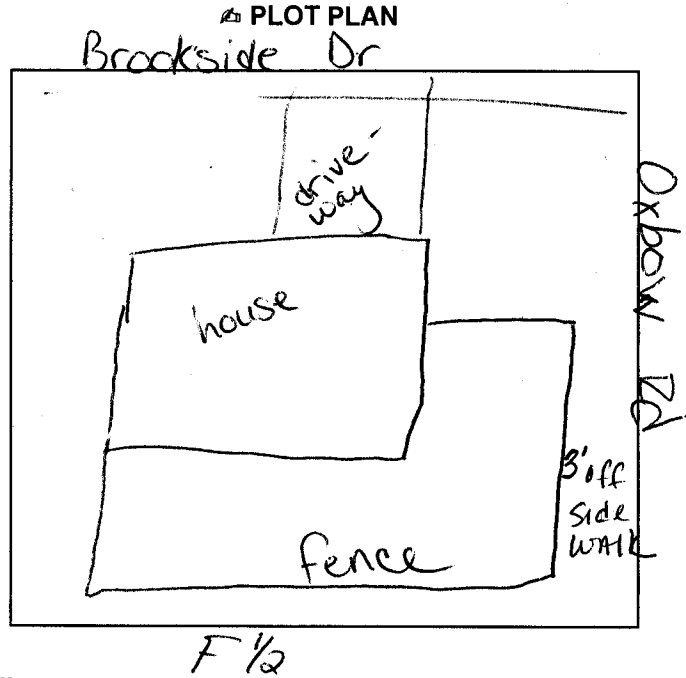 PLOT PLAN
Brookside Dr
drive-
way
house
Oxbow Rd
3' off
side
WALK
fence
F 1/2